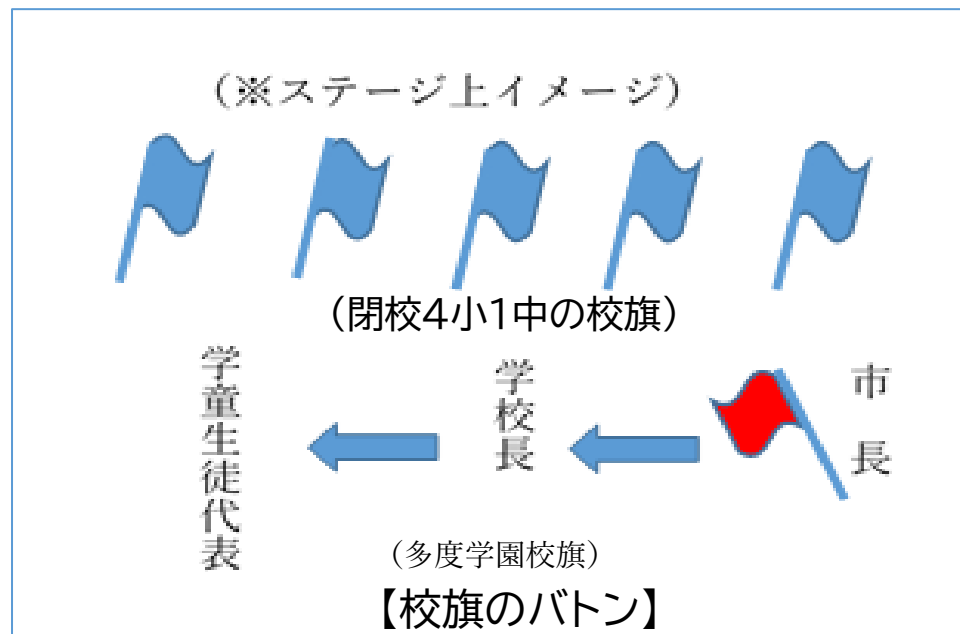 （※ステージ上イメージ）
（閉校4小1中の校旗）
市長
学校長
学童生徒代表
（多度学園校旗）
【校旗のバトン】